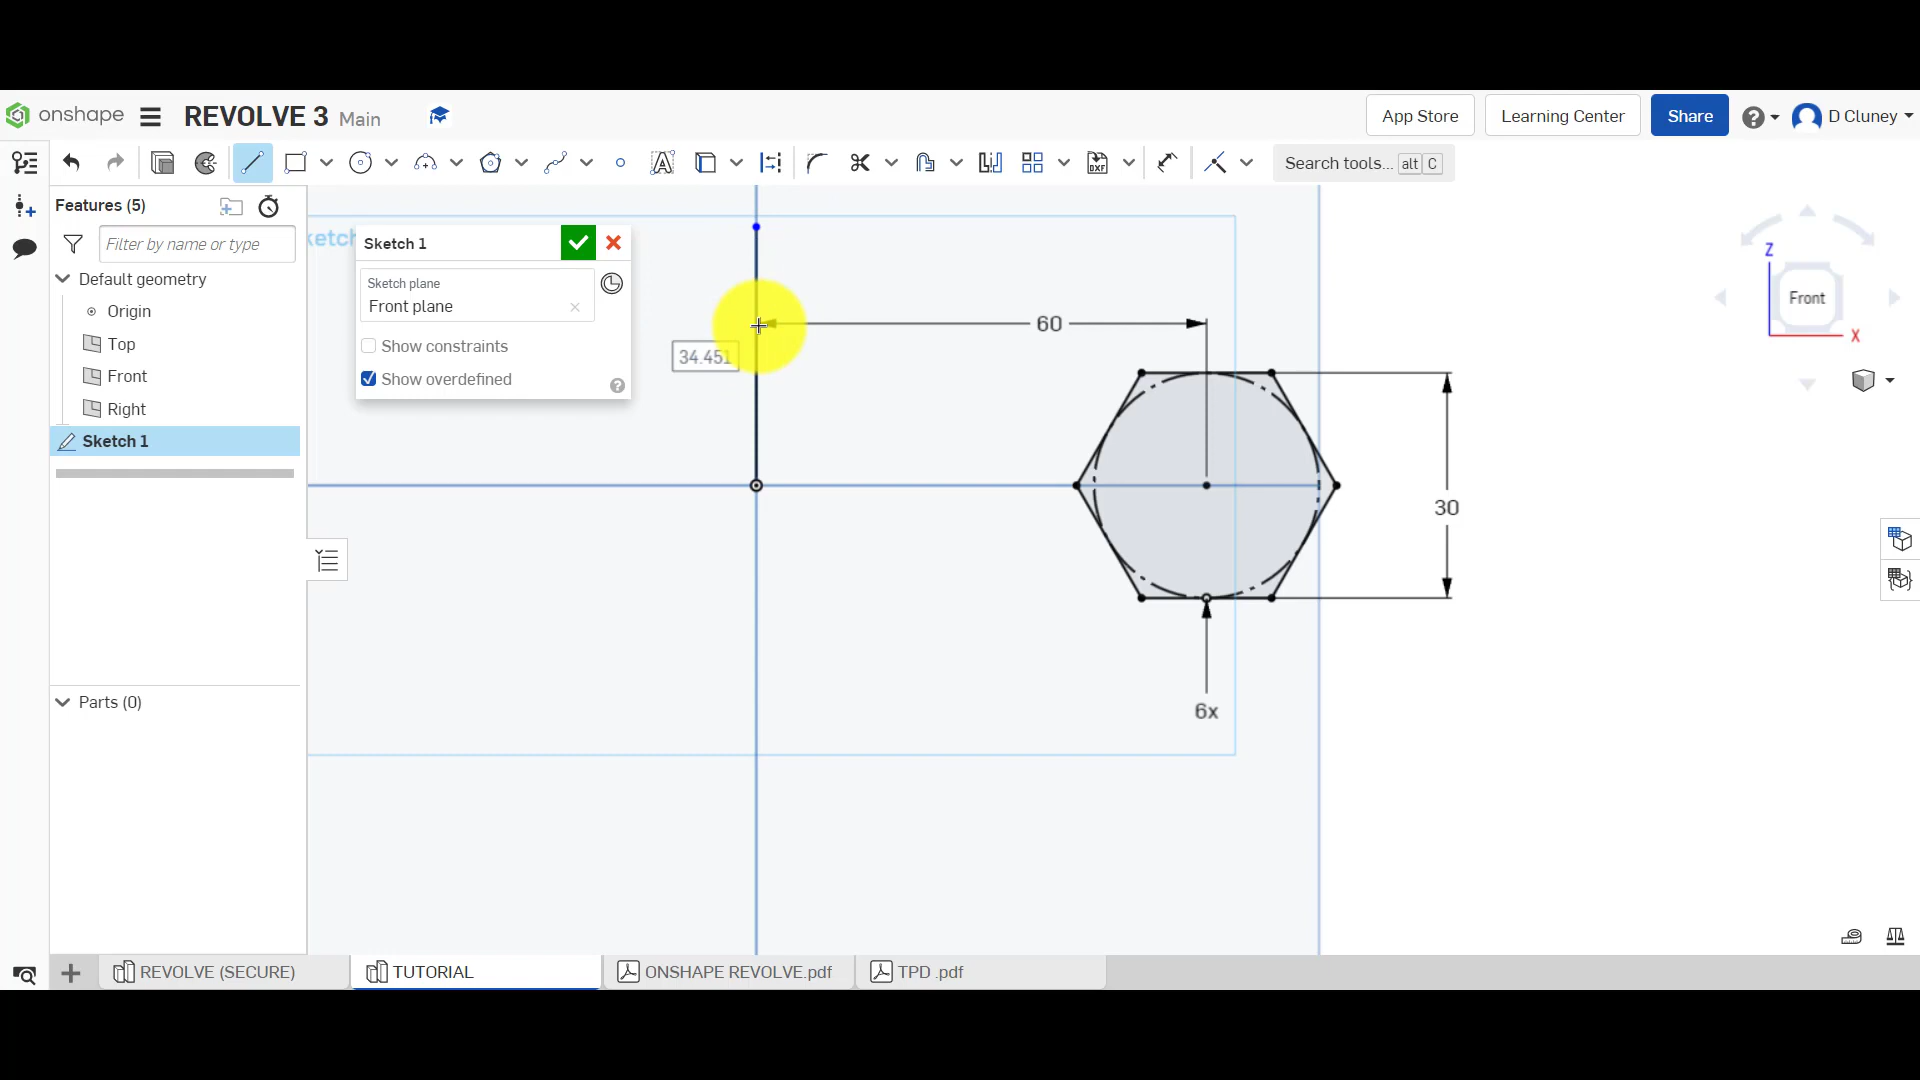 onshape REVOLVE 3 Main App Store Learning Center Share D Cluney
Search tools... alt C
Features (5)
Filter by name or type
Default geometry
Origin
Top
Front
Right
Sketch 1
Parts (0)
ketch
Sketch 1
Sketch plane
Front plane
Show constraints
Show overdefined
34.451
60
30
6x
Z
Front
X
REVOLVE (SECURE) TUTORIAL ONSHAPE REVOLVE.pdf TPD .pdf